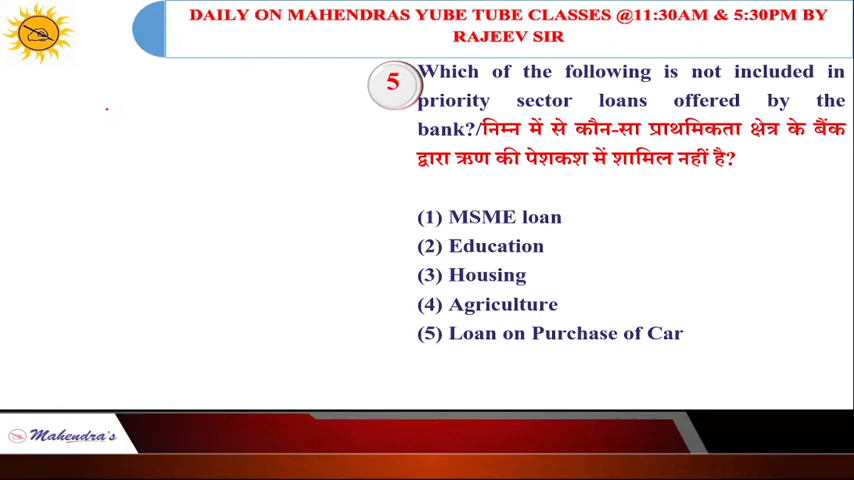 DAILY ON MAHENDRAS YUBE TUBE CLASSES @11:30AM & 5:30PM BY
RAJEEV SIR
5
Which of the following is not included in
priority sector loans offered by the
bank?/निम्न में से कौन-सा प्राथमिकता क्षेत्र के बैंक
द्वारा ऋण की पेशकश में शामिल नहीं है?
(1) MSME loan
(2) Education
(3) Housing
(4) Agriculture
(5) Loan on Purchase of Car
Mahendra's